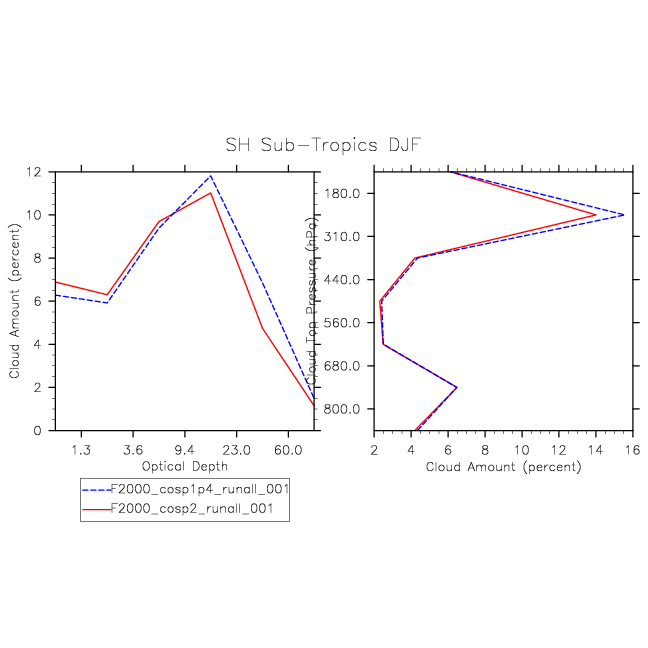 SH Sub-Tropics DJF
Cloud Amount (percent)
12
10
8
6
4
2
0
1.3 3.6 9.4 23.0 60.0
Optical Depth
Cloud Top Pressure (hPa)
180.0
310.0
440.0
560.0
680.0
800.0
2 4 6 8 10 12 14 16
Cloud Amount (percent)
F2000_cosp1p4_runall_001
F2000_cosp2_runall_001